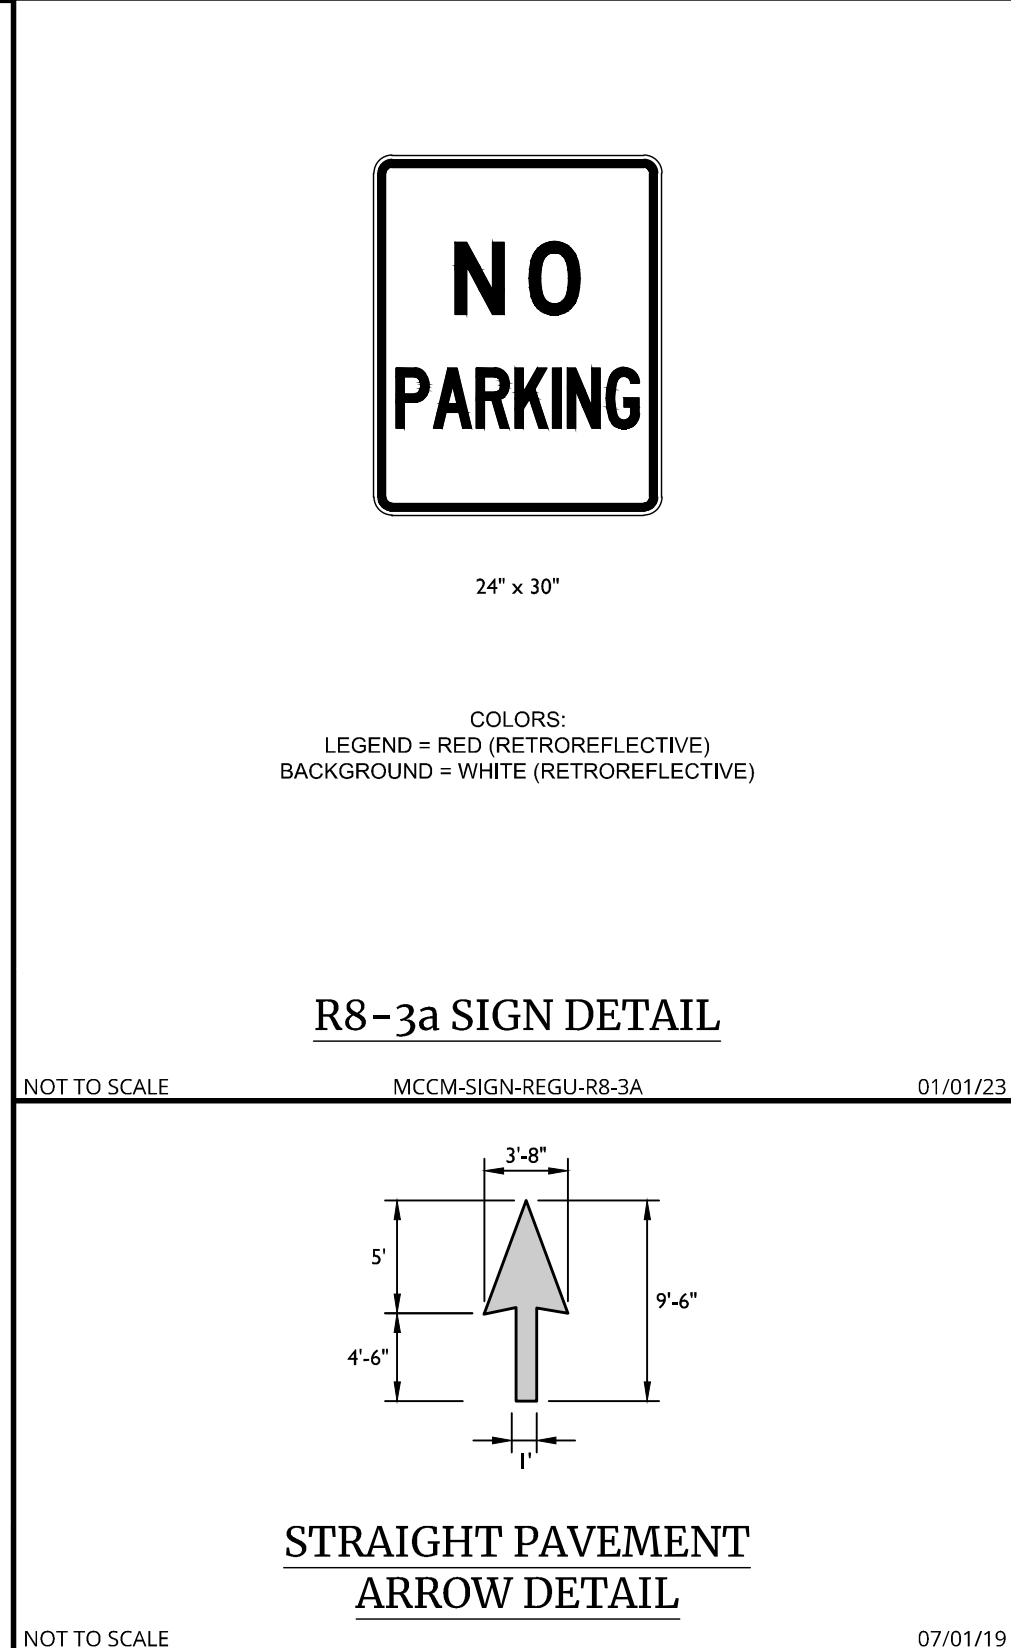 NO
PARKING
24" x 30"
COLORS:
LEGEND = RED (RETROREFLECTIVE)
BACKGROUND = WHITE (RETROREFLECTIVE)
R8-3a SIGN DETAIL
NOT TO SCALE MCCM-SIGN-REGU-R8-3A 01/01/23
3'-8"
5'
9'-6"
4'-6"
1'
STRAIGHT PAVEMENT
ARROW DETAIL
NOT TO SCALE 07/01/19